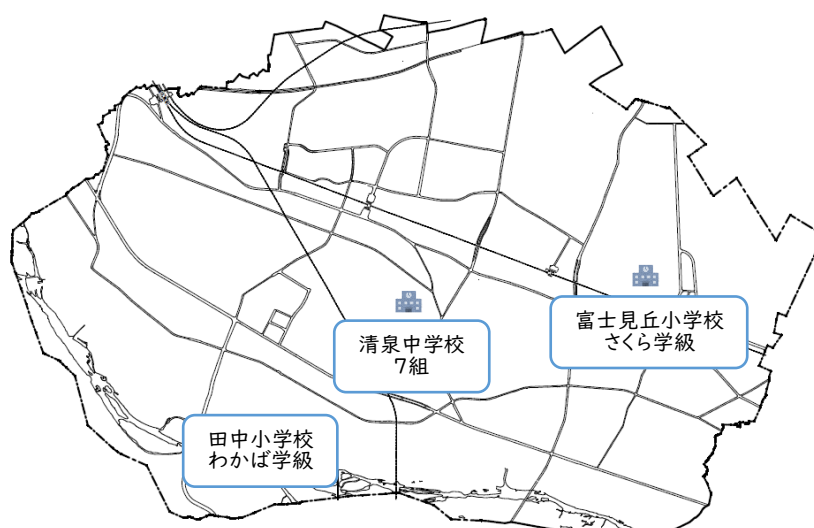 富士見丘小学校
さくら学級
清泉中学校
7組
田中小学校
わかば学級